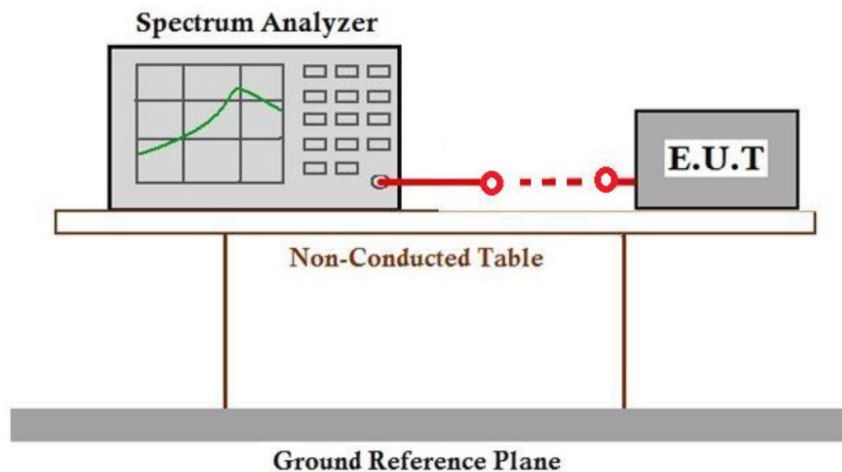 Spectrum Analyzer
E.U.T
Non-Conducted Table
Ground Reference Plane